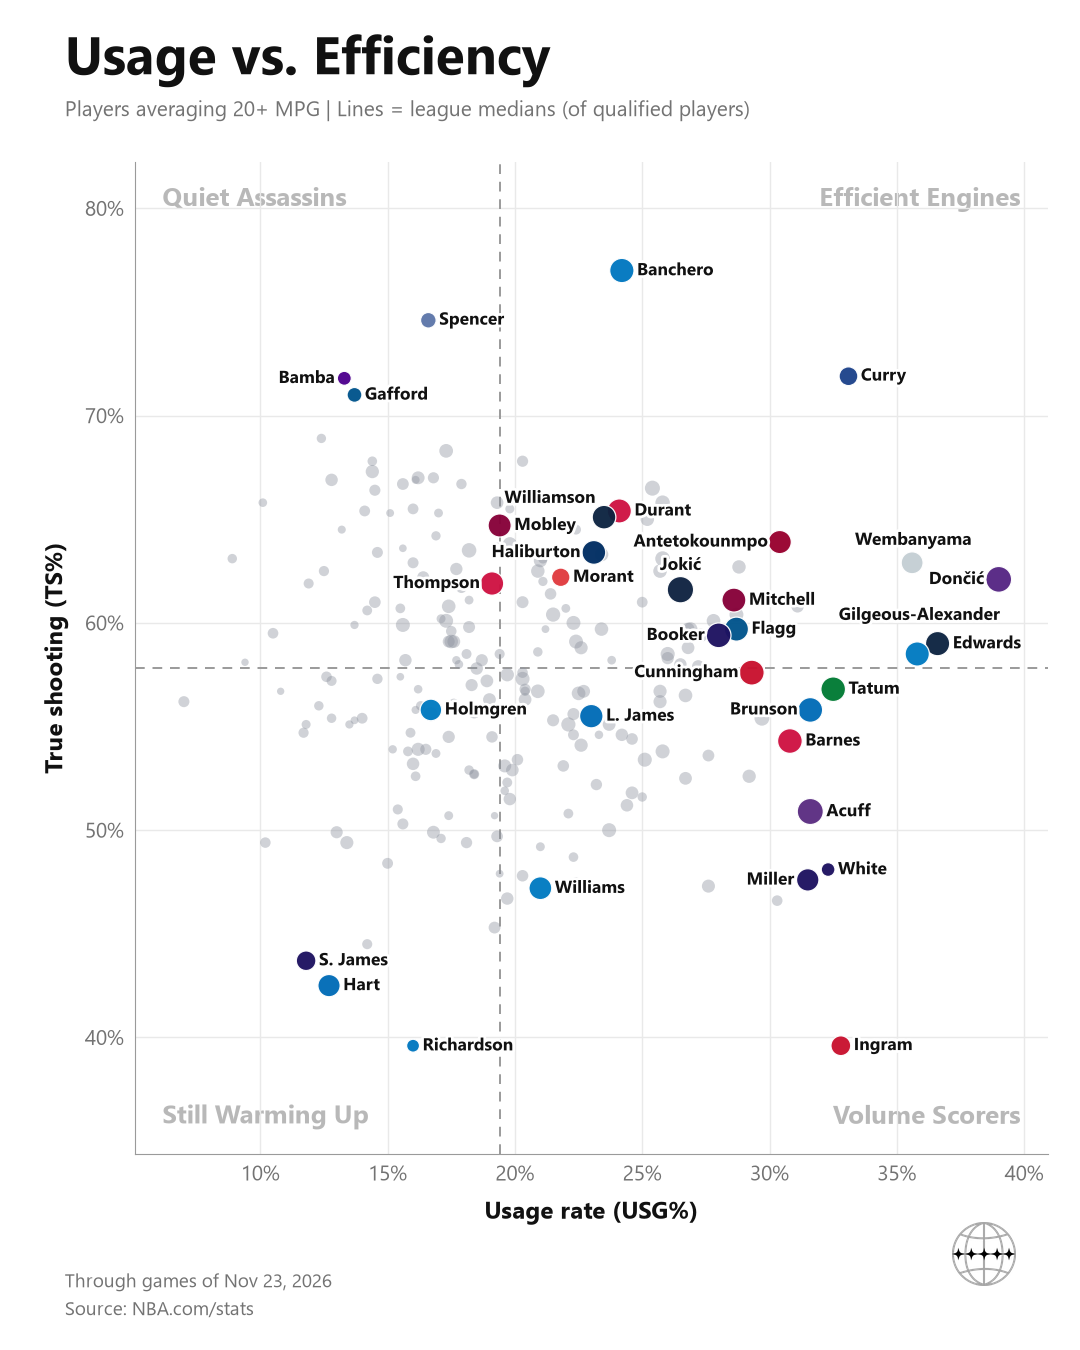 Usage vs. Efficiency
Players averaging 20+ MPG | Lines = league medians (of qualified players)
Quiet Assassins
Efficient Engines
80%
Banchero
Spencer
Bamba
Gafford
Curry
70%
Williamson
Durant
Mobley
Antetokounmpo
Wembanyama
Haliburton
Jokić
Morant
Thompson
Dončić
Mitchell
60%
Gilgeous-Alexander
Flagg
Booker
Edwards
Cunningham
Tatum
Holmgren
L. James
Brunson
Barnes
Acuff
50%
White
Miller
Williams
S. James
Hart
40%
Richardson
Ingram
Still Warming Up
Volume Scorers
True shooting (TS%)
10%
15%
20%
25%
30%
35%
40%
Usage rate (USG%)
Through games of Nov 23, 2026
Source: NBA.com/stats